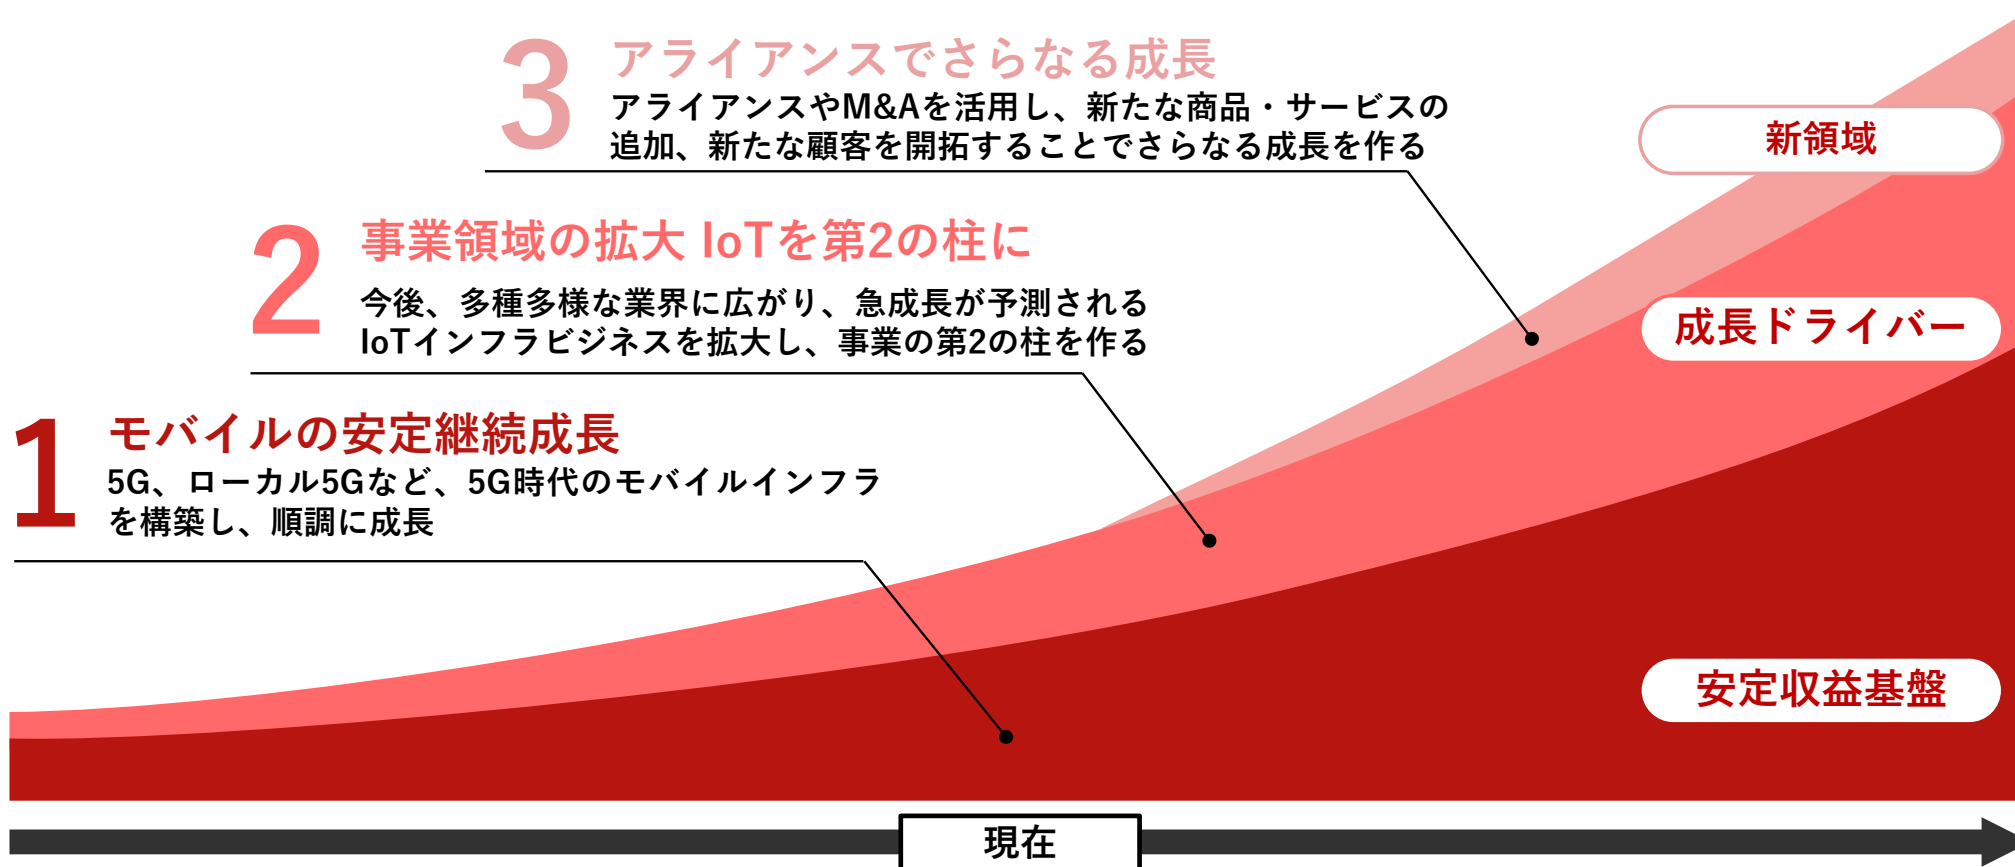 3
アライアンスでさらなる成長
アライアンスやM&Aを活用し、新たな商品・サービスの
追加、新たな顧客を開拓することでさらなる成長を作る
新領域
2
事業領域の拡大 IoTを第2の柱に
今後、多種多様な業界に広がり、急成長が予測される
IoTインフラビジネスを拡大し、事業の第2の柱を作る
成長ドライバー
1
モバイルの安定継続成長
5G、ローカル5Gなど、5G時代のモバイルインフラ
を構築し、順調に成長
安定収益基盤
現在